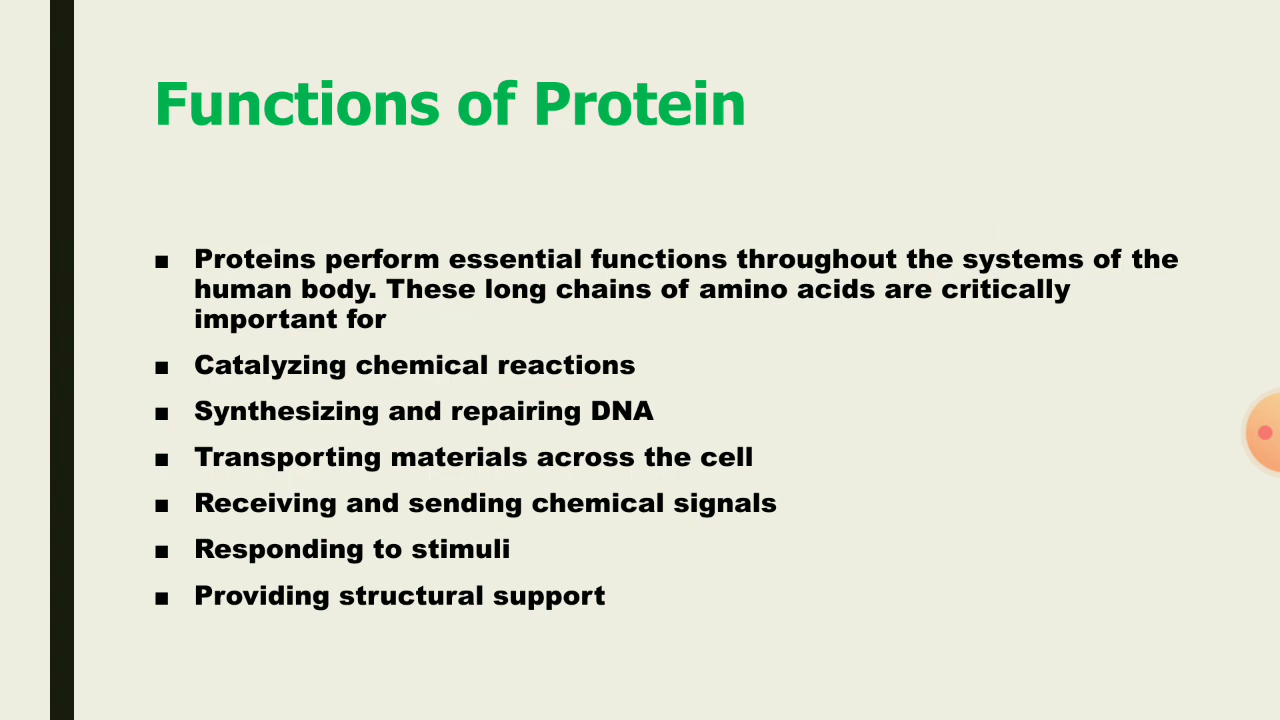 Functions of Protein
▪ Proteins perform essential functions throughout the systems of the
human body. These long chains of amino acids are critically
important for
▪ Catalyzing chemical reactions
▪ Synthesizing and repairing DNA
▪ Transporting materials across the cell
▪ Receiving and sending chemical signals
▪ Responding to stimuli
▪ Providing structural support